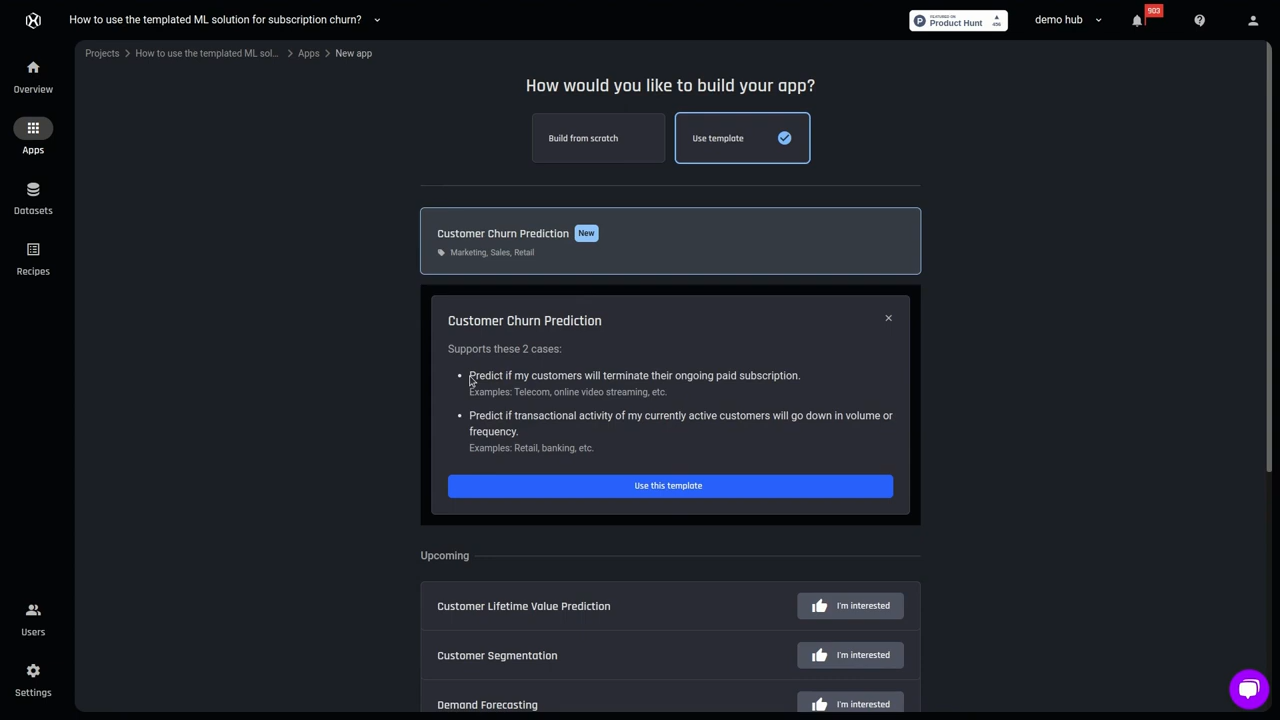 How to use the templated ML solution on subscription churn?
FEATURED ON
Product Hunt
456
demo hub
903
Projects
How to use the templated ML sol...
Apps
New app
Overview
Apps
Datasets
Recipes
Users
Settings
How would you like to build your app?
Build from scratch
Use template
Customer Churn Prediction
New
Marketing, Sales, Retail
Customer Churn Prediction
Supports these 2 cases:
Predict if my customers will terminate their ongoing paid subscription.
Examples: Telecom, online video streaming, etc.
Predict if transactional activity of my currently active customers will go down in volume or
frequency.
Examples: Retail, banking, etc.
Use this template
Upcoming
Customer Lifetime Value Prediction
I'm interested
Customer Segmentation
I'm interested
Demand Forecasting
I'm interested